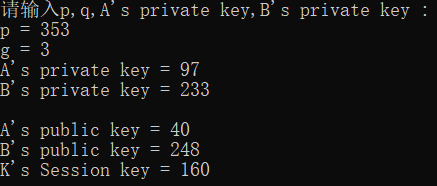 请输入p,q,A's private key,B's private key :
p = 353
g = 3
A's private key = 97
B's private key = 233
A's public key = 40
B's public key = 248
K's Session key = 160